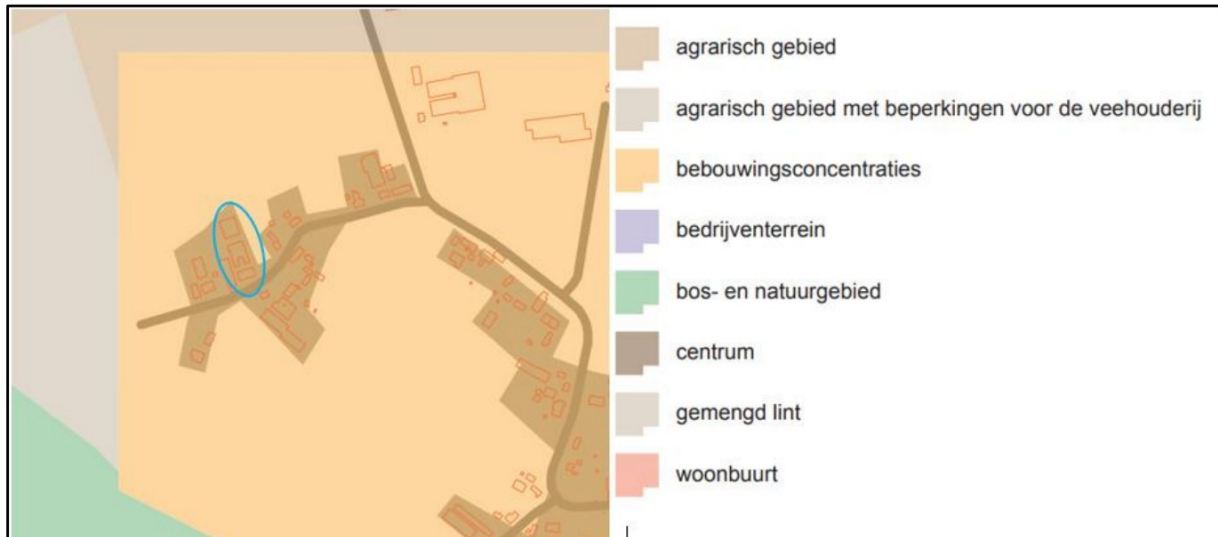 agrarisch gebied
agrarisch gebied met beperkingen voor de veehouderij
bebouwingsconcentraties
bedrijventerrein
bos- en natuurgebied
centrum
gemengd lint
woonbuurt